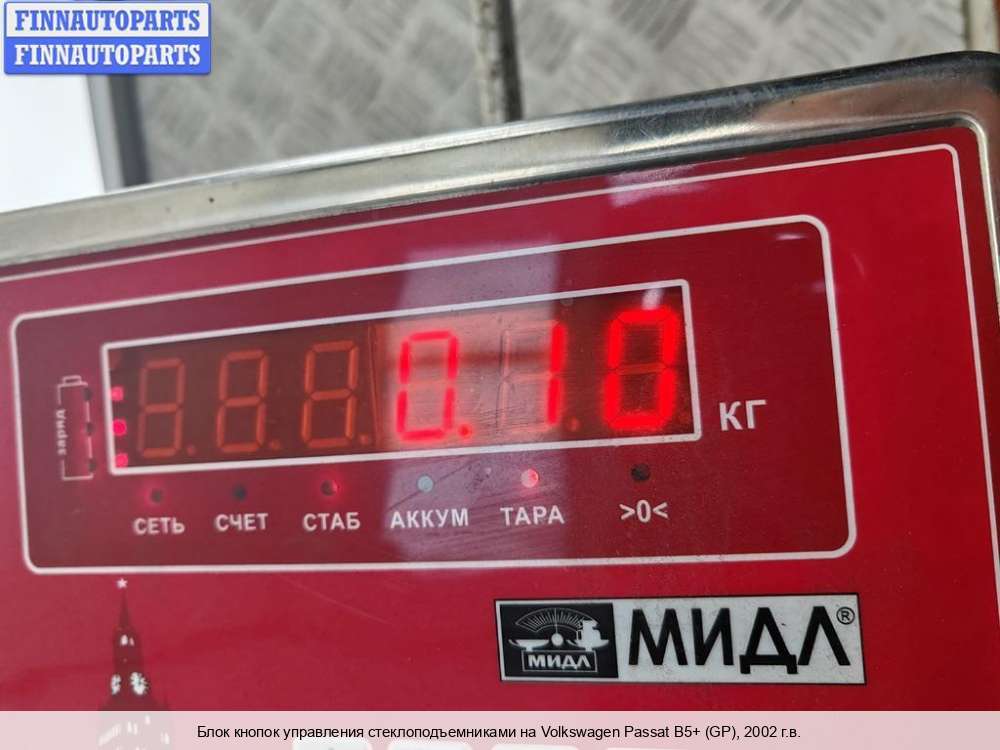 FINNAUTOPARTS
FINNAUTOPARTS
заряд
0.10
КГ
СЕТЬ СЧЕТ СТАБ АККУМ ТАРА >0<
МИДЛ МИДЛ®
Блок кнопок управления стеклоподъемниками на Volkswagen Passat B5+ (GP), 2002 г.в.